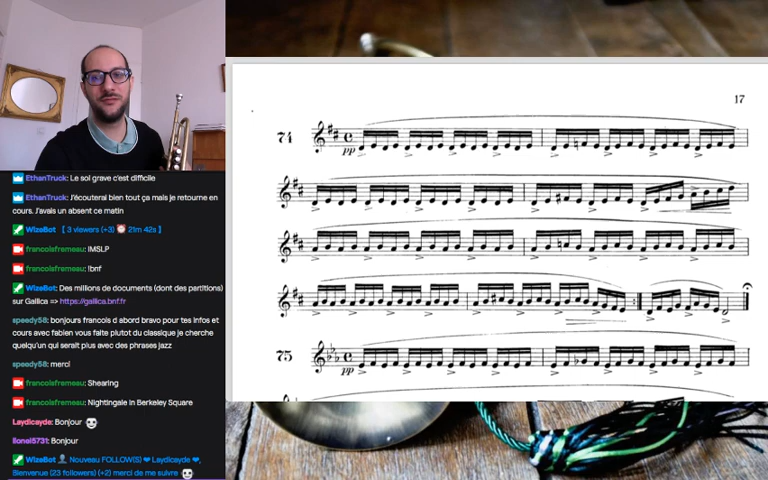 EthanTruck: Le sol grave c'est difficile
EthanTruck: J'écouterai bien tout ça mais je retourne en
cours. J'avais un absent ce matin
WizeBot 【 3 viewers (+3) ⏰ 21m 42s 】
francoisfremeau: !IMSLP
francoisfremeau: !bnf
WizeBot: Des millions de documents (dont des partitions)
sur Gallica => https://gallica.bnf.fr
speedy58: bonjours francois d abord bravo pour tes infos et
cours avec fabien vous faite plutot du classique je cherche
quelqu'un qui serait plus avec des phrases jazz
speedy58: merci
francoisfremeau: Shearing
francoisfremeau: Nightingale in Berkeley Square
Laydicayde: Bonjour
lionel5731: Bonjour
WizeBot 👤 Nouveau FOLLOW(S) ❤ Laydicayde ❤,
Bienvenue (23 followers) (+2) merci de me suivre
17
74
pp
75
pp